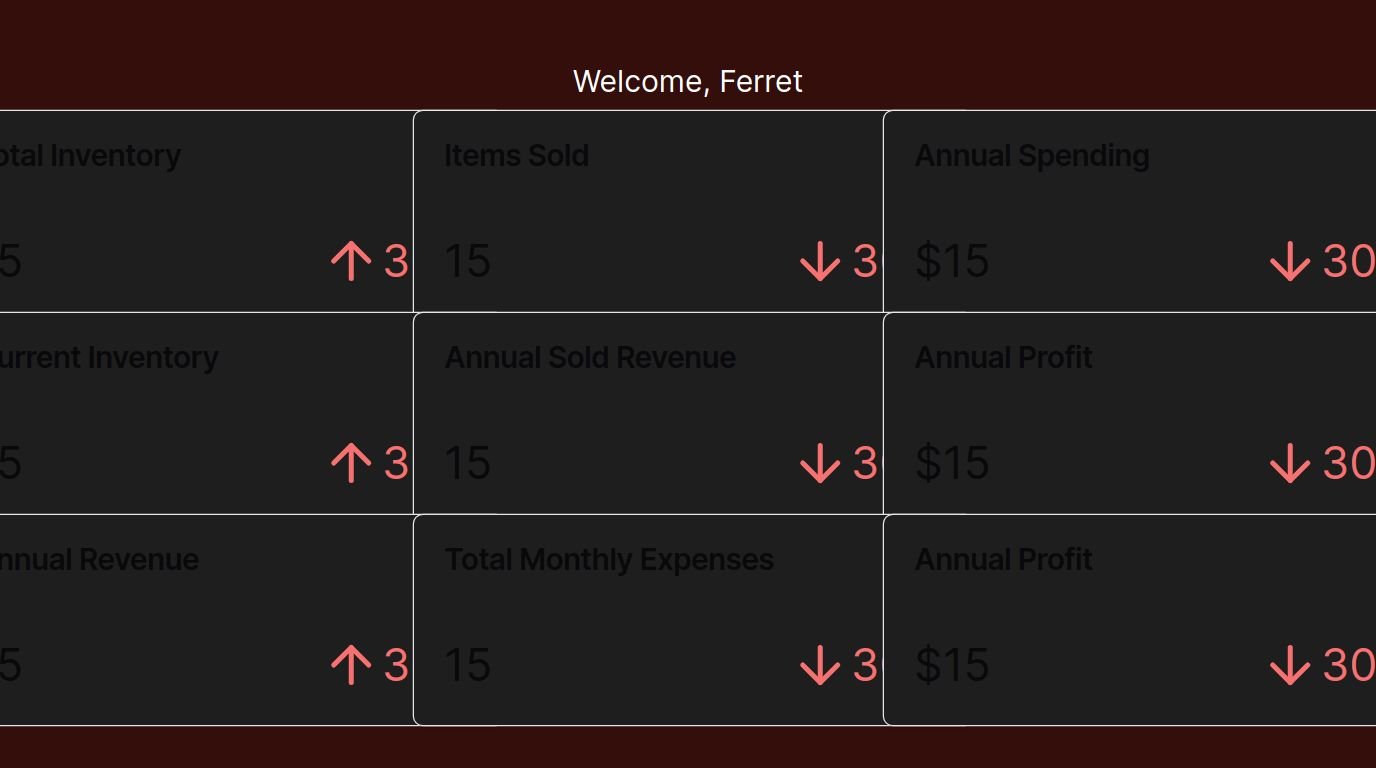 Welcome, Ferret
otal Inventory
Items Sold
Annual Spending
5
↑ 3
15
↓ 3
$15
↓ 30
urrent Inventory
Annual Sold Revenue
Annual Profit
5
↑ 3
15
↓ 3
$15
↓ 30
nnual Revenue
Total Monthly Expenses
Annual Profit
5
↑ 3
15
↓ 3
$15
↓ 30